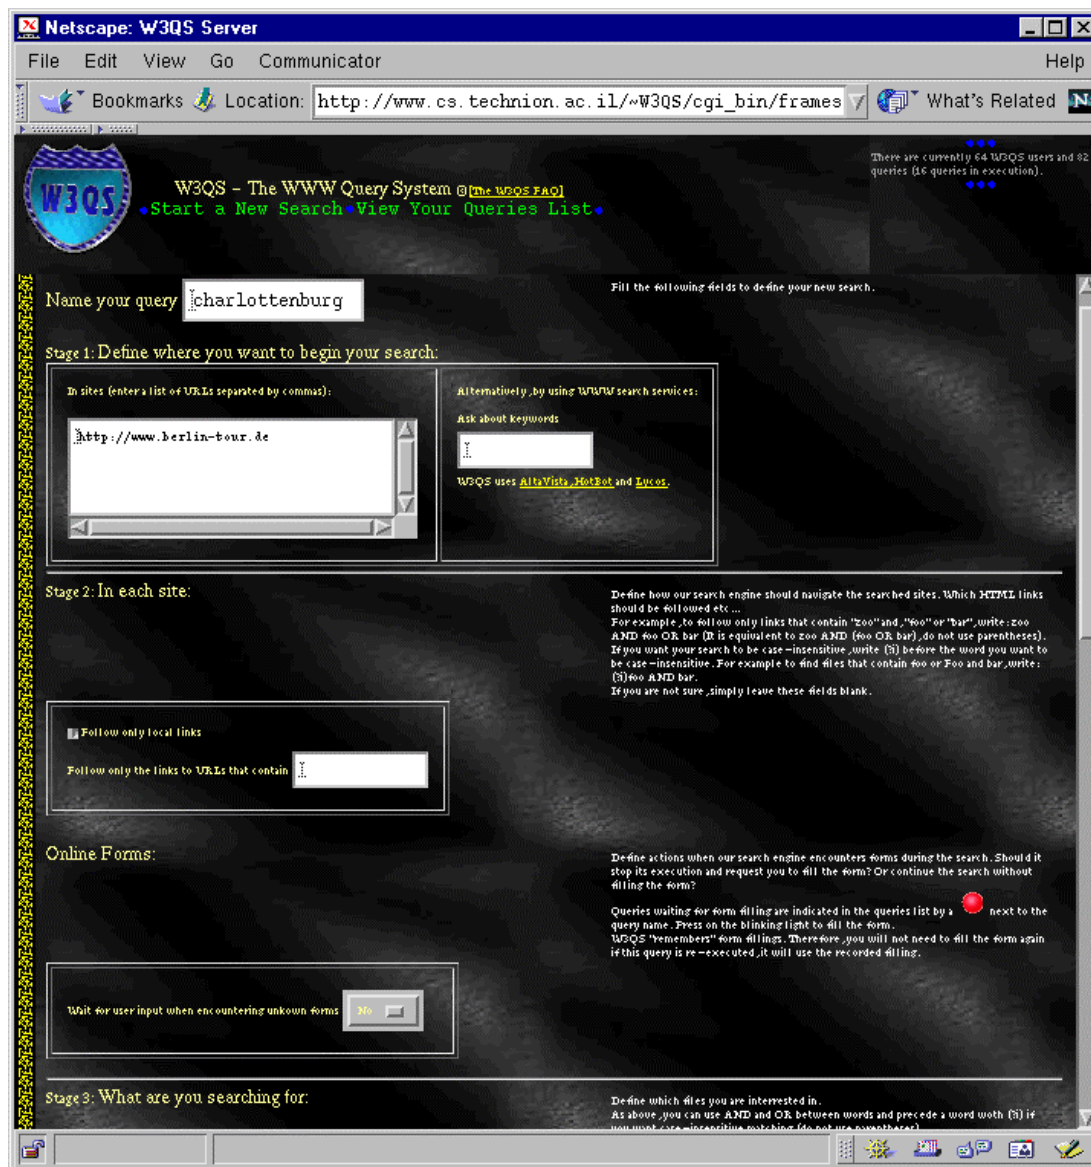 Netscape: W3QS Server
File Edit View Go Communicator Help
Bookmarks Location: http://www.cs.technion.ac.il/~W3QS/cgi_bin/frames What's Related N
W3QS
W3QS - The WWW Query System @[The W3QS FAQ]
Start a New Search View Your Queries List
There are currently 64 W3QS users and 82
queries (16 queries in execution).
Name your query charlottenburg
Fill the following fields to define your new search.
Stage 1: Define where you want to begin your search:
In sites (enter a list of URLs separated by commas):
http://www.berlin-tour.de
Alternatively, by using WWW search services:
Ask about keywords
W3QS uses AltaVista, HotBot and Lycos.
Stage 2: In each site:
Define how our search engine should navigate the searched sites. Which HTML links
should be followed etc...
For example, to follow only links that contain "zoo" and, "foo" or "bar", write: zoo
AND foo OR bar (It is equivalent to zoo AND (foo OR bar), do not use parentheses).
If you want your search to be case-insensitive, write (?i) before the word you want to
be case-insensitive. For example to find files that contain foo or Foo and bar, write:
(?i)foo AND bar.
If you are not sure, simply leave these fields blank.
Follow only local links
Follow only the links to URLs that contain
Online Forms:
Define actions when our search engine encounters forms during the search. Should it
stop its execution and request you to fill the form? Or continue the search without
filling the form?
Queries waiting for form filling are indicated in the queries list by a next to the
query name. Press on the blinking light to fill the form.
W3QS "remembers" form fillings. Therefore, you will not need to fill the form again
if this query is re-executed, it will use the recorded filling.
Wait for user input when encountering unkown forms No
Stage 3: What are you searching for:
Define which files you are interrested in.
As above, you can use AND and OR between words and precede a word woth (?i) if
you want case-insensitive matching (do not use parentheses)